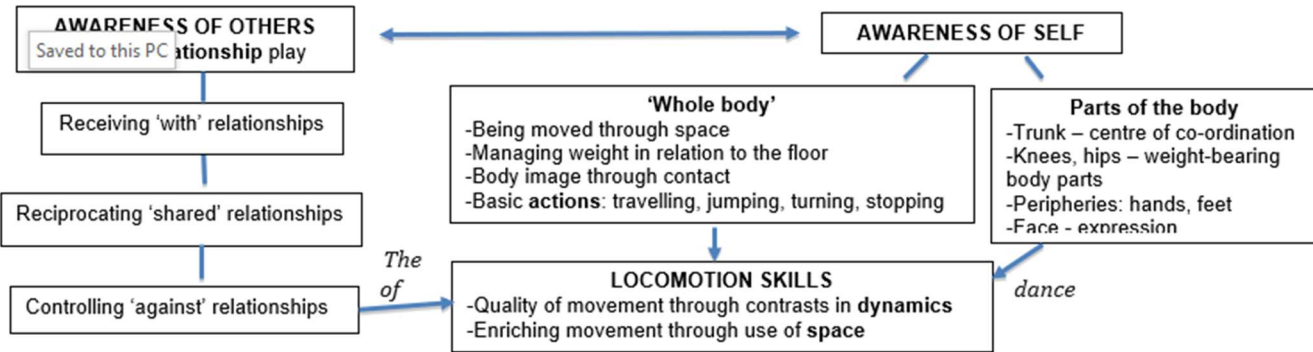 AWARENESS OF OTHERS
Saved to this PC
ationship play
Receiving ‘with’ relationships
Reciprocating ‘shared’ relationships
Controlling ‘against’ relationships
AWARENESS OF SELF
‘Whole body’
-Being moved through space
-Managing weight in relation to the floor
-Body image through contact
-Basic actions: travelling, jumping, turning, stopping
Parts of the body
-Trunk – centre of co-ordination
-Knees, hips – weight-bearing
body parts
-Peripheries: hands, feet
-Face - expression
The
of
LOCOMOTION SKILLS
-Quality of movement through contrasts in dynamics
-Enriching movement through use of space
dance